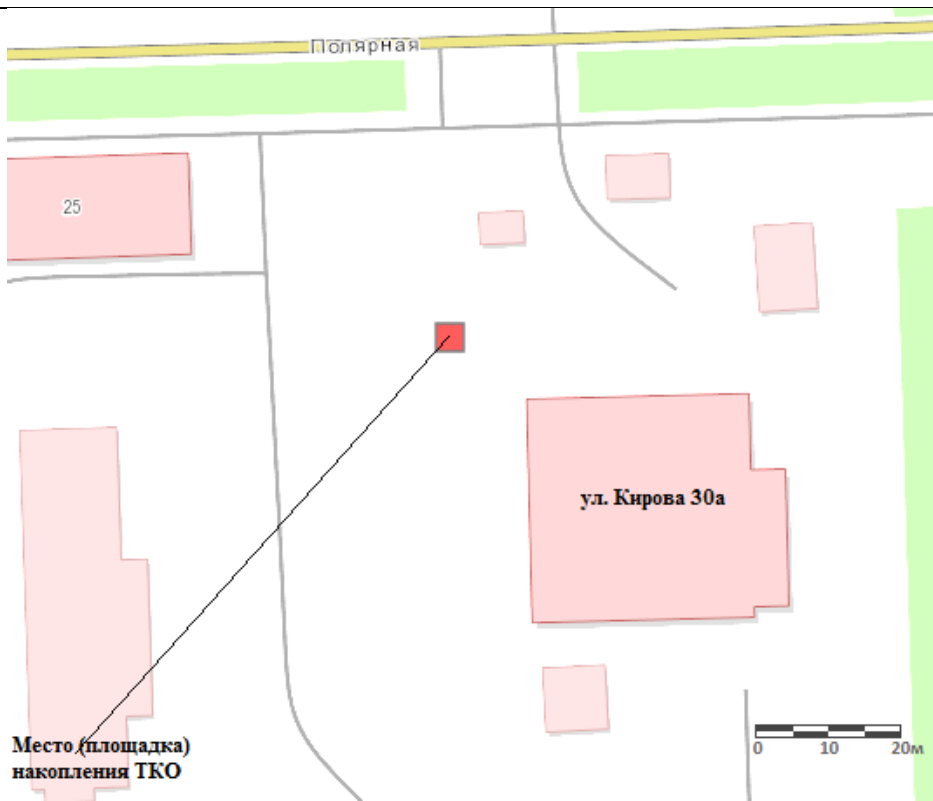 Полярная
25
ул. Кирова 30а
Место (площадка)
накопления ТКО
0 10 20м